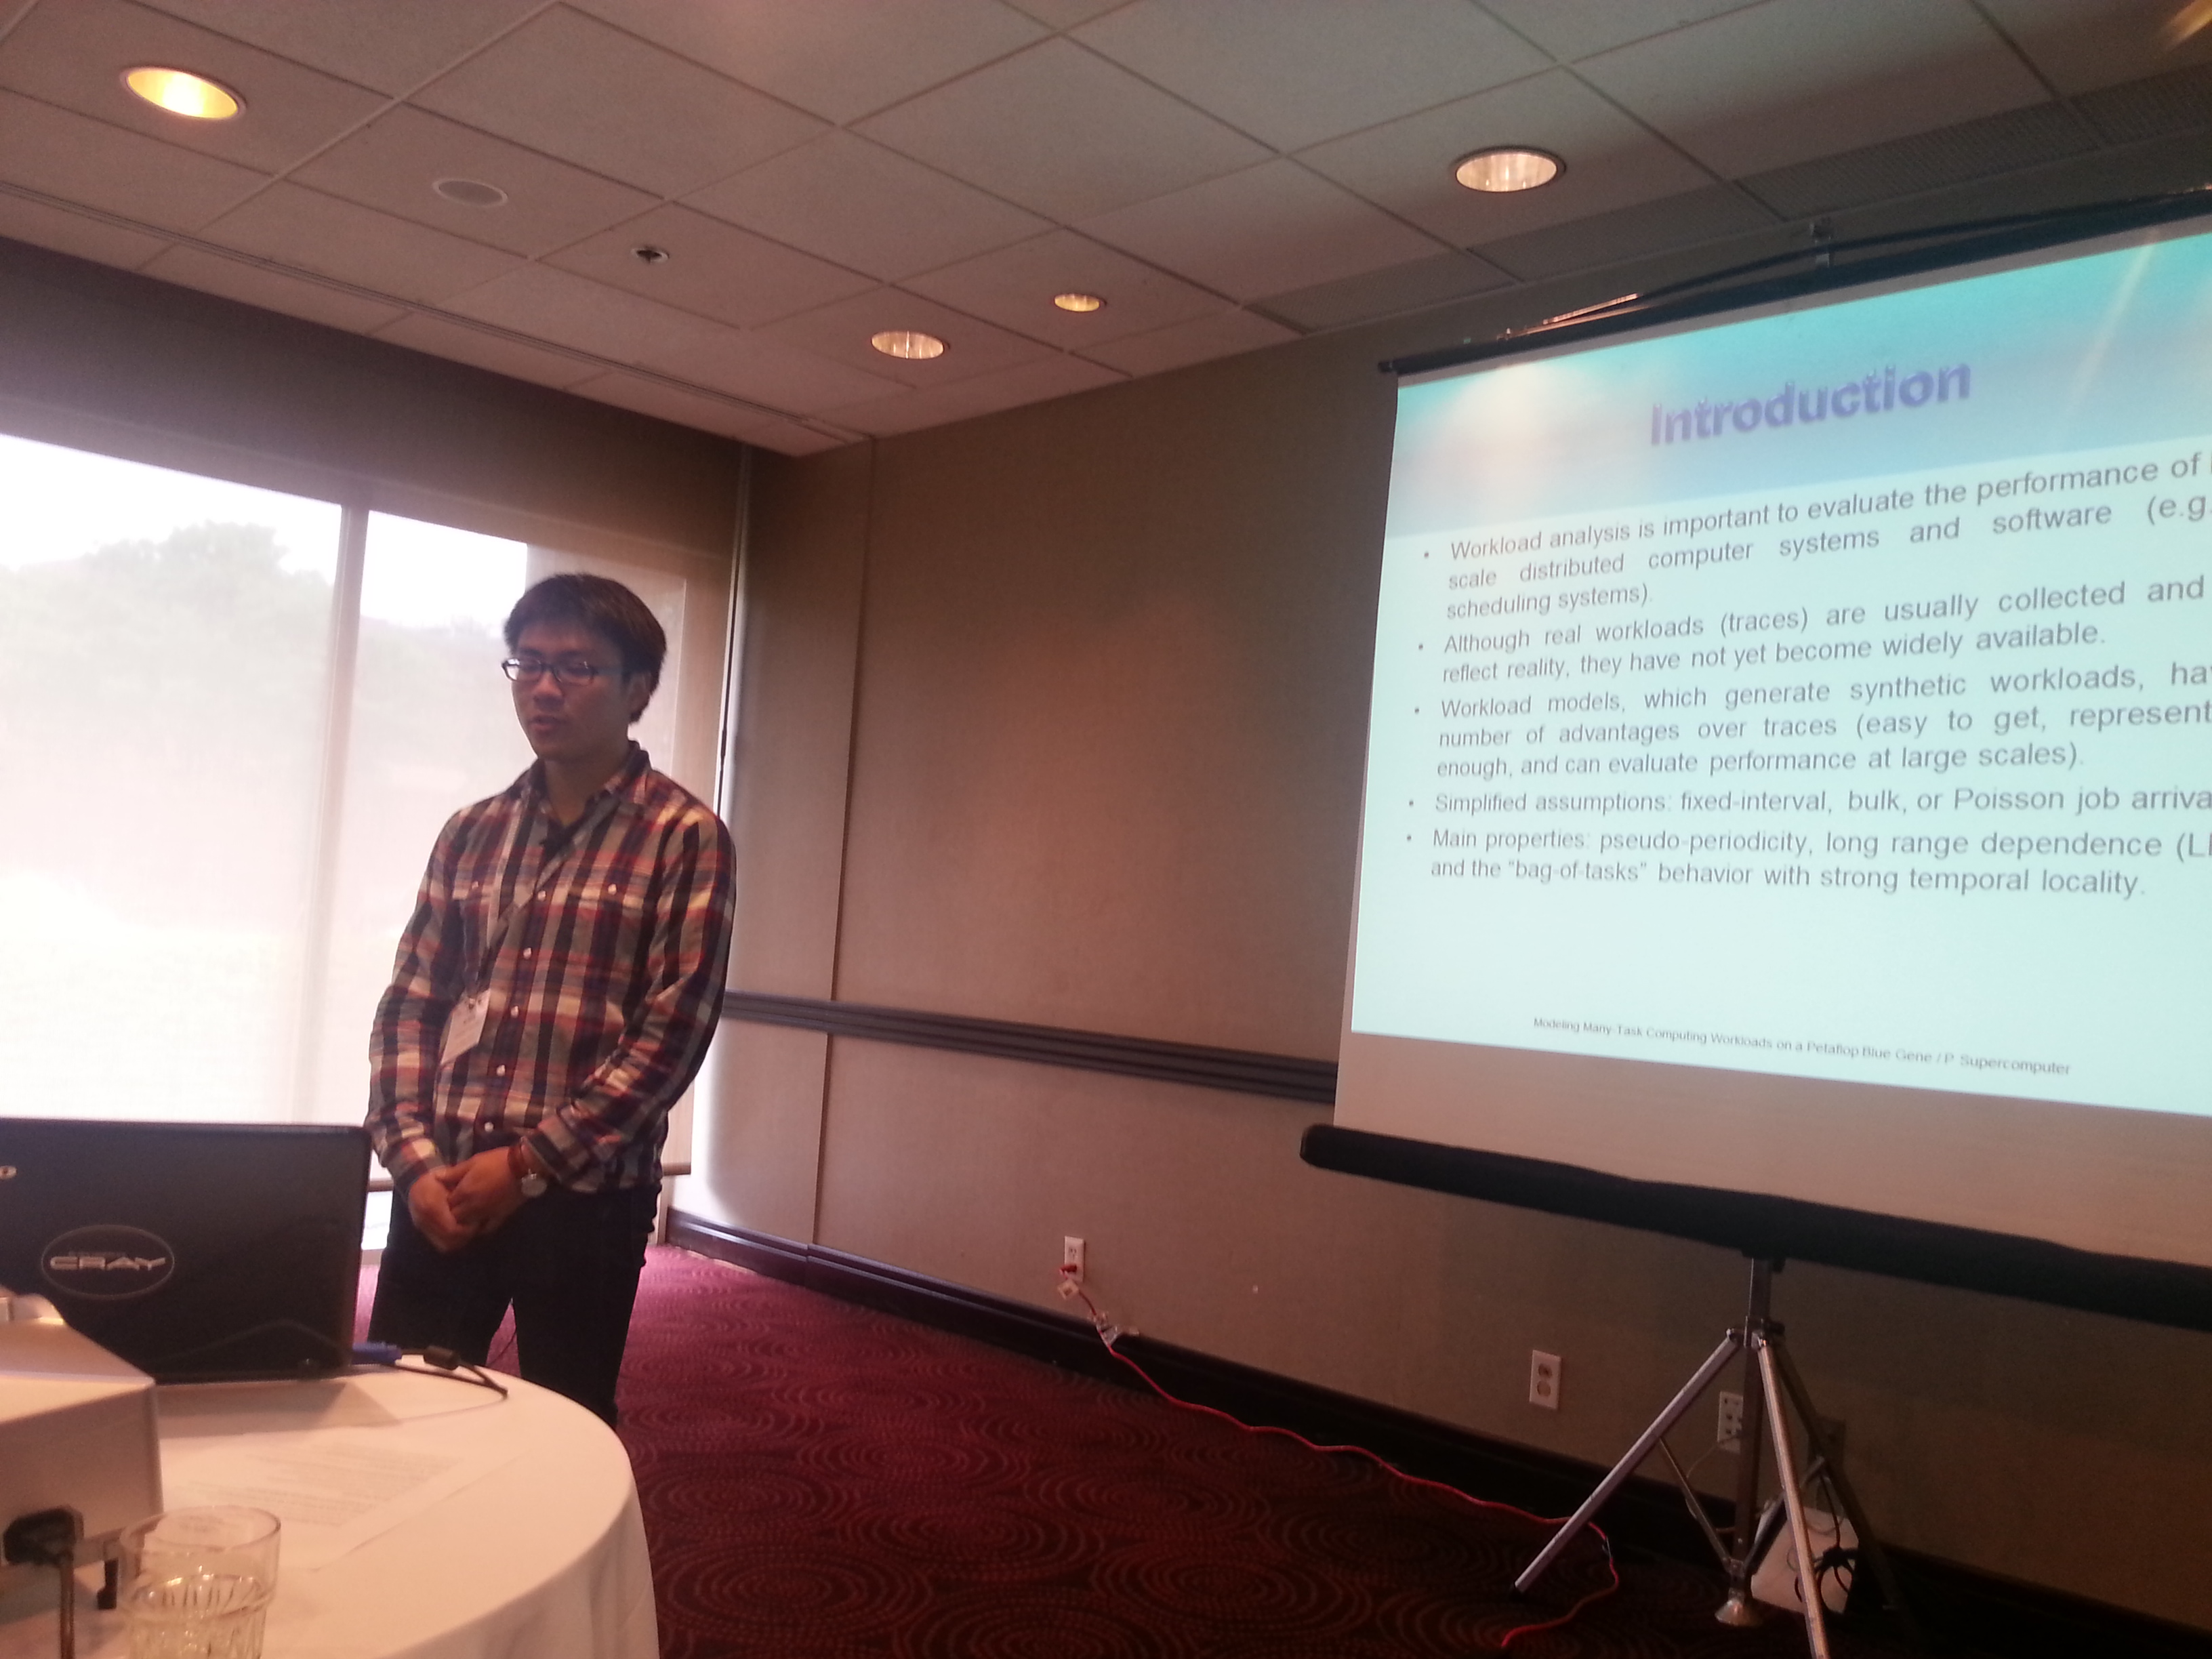 Introduction
• Workload analysis is important to evaluate the performance of
scale distributed computer systems and software (e.g.
scheduling systems).
• Although real workloads (traces) are usually collected and
reflect reality, they have not yet become widely available.
• Workload models, which generate synthetic workloads,
number of advantages over traces (easy to get,
enough, and can evaluate performance at large scales).
• Simplified assumptions: fixed-interval, bulk, or Poisson job
• Main properties: pseudo-periodicity, long range dependence
and the "bag-of-tasks" behavior with strong temporal locality.
Modeling Many-Task Computing Workloads on a Petaflop Blue Gene / P Supercomputer
CRAY